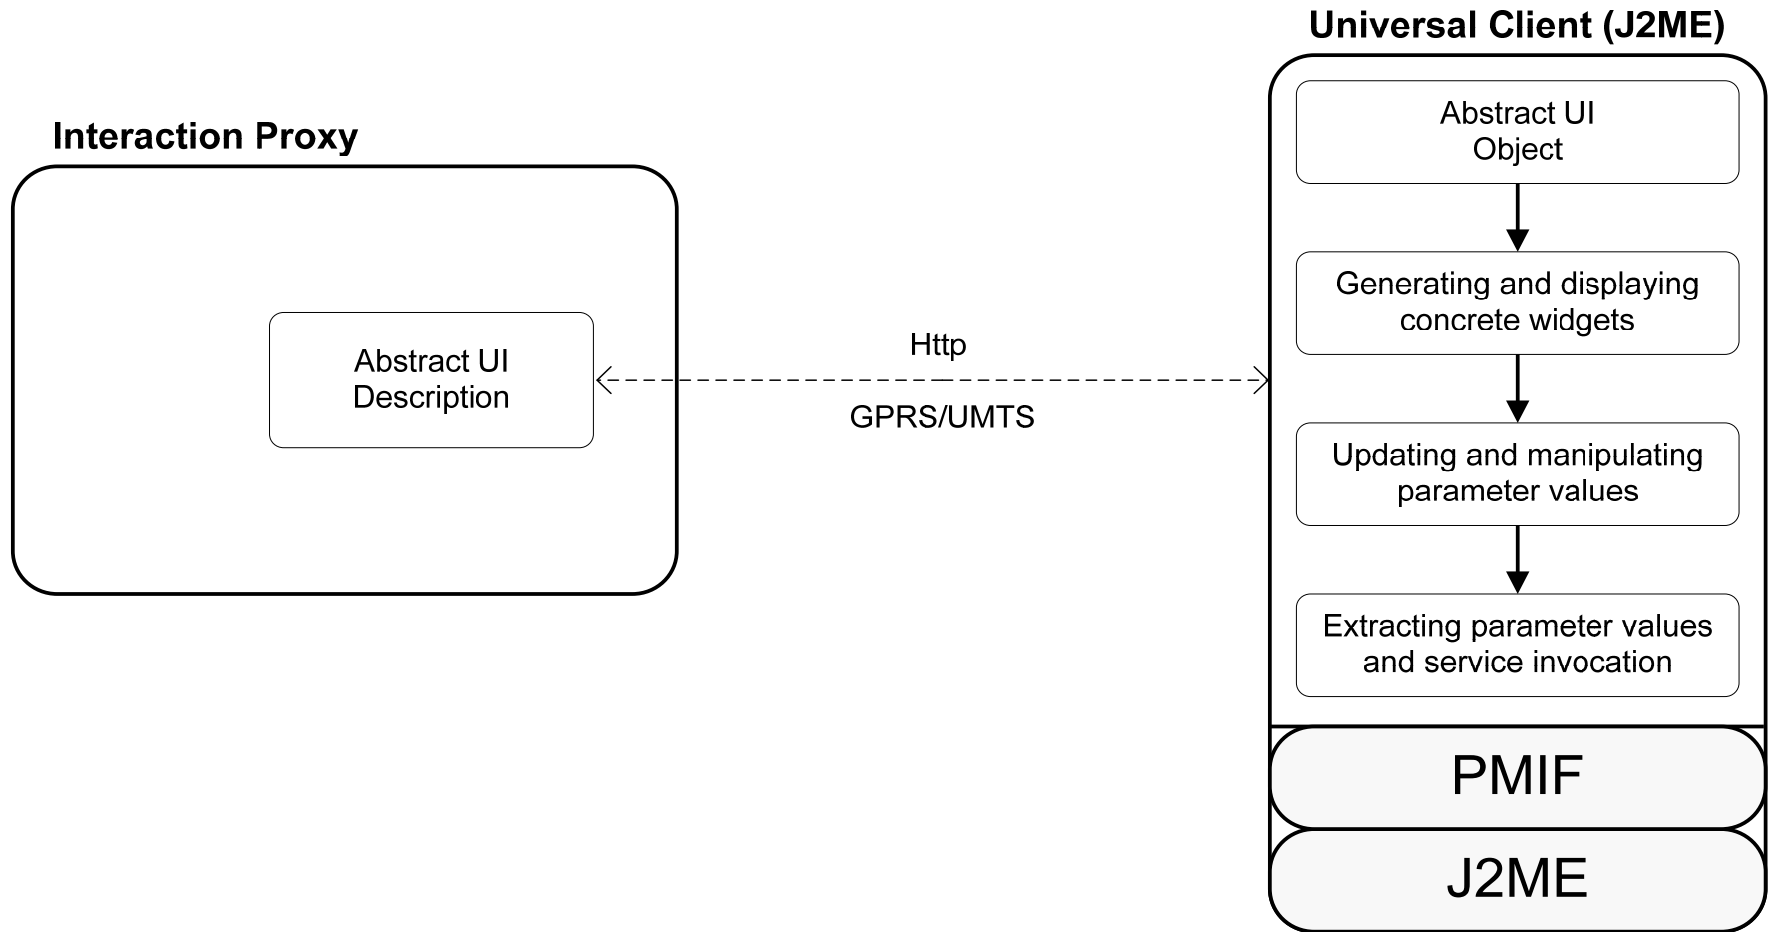 Universal Client (J2ME)
Interaction Proxy
Abstract UI
Object
Generating and displaying
concrete widgets
Http
Abstract UI
Description
GPRS/UMTS
Updating and manipulating
parameter values
Extracting parameter values
and service invocation
PMIF
J2ME